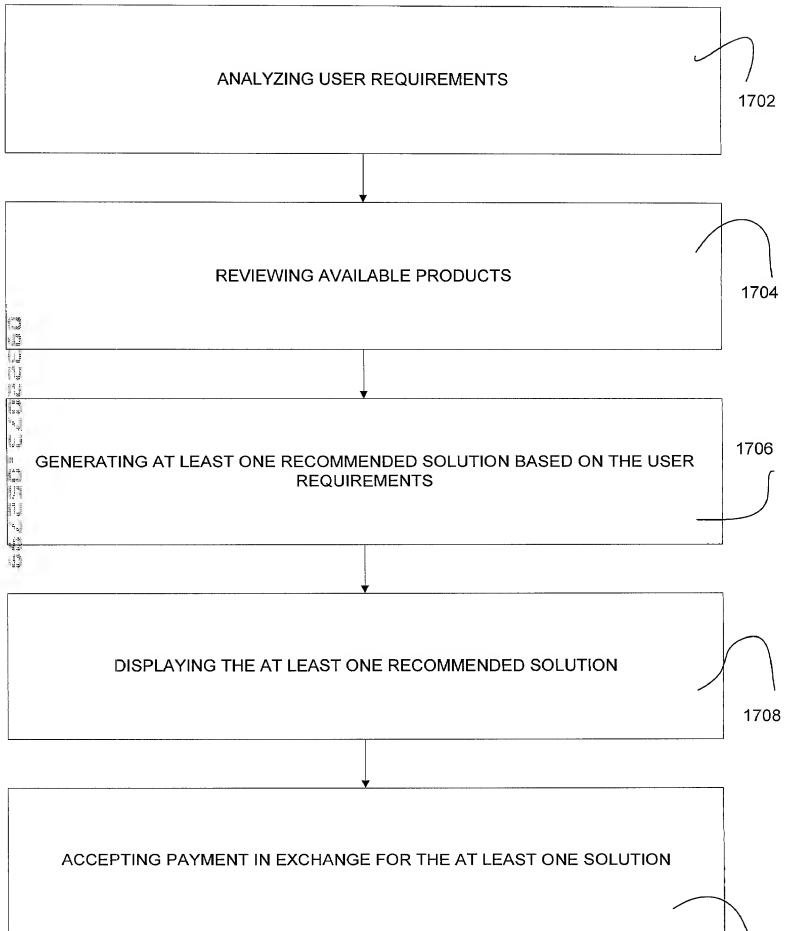 ANALYZING USER REQUIREMENTS
1702
REVIEWING AVAILABLE PRODUCTS
1704
GENERATING AT LEAST ONE RECOMMENDED SOLUTION BASED ON THE USER
REQUIREMENTS
1706
DISPLAYING THE AT LEAST ONE RECOMMENDED SOLUTION
1708
ACCEPTING PAYMENT IN EXCHANGE FOR THE AT LEAST ONE SOLUTION